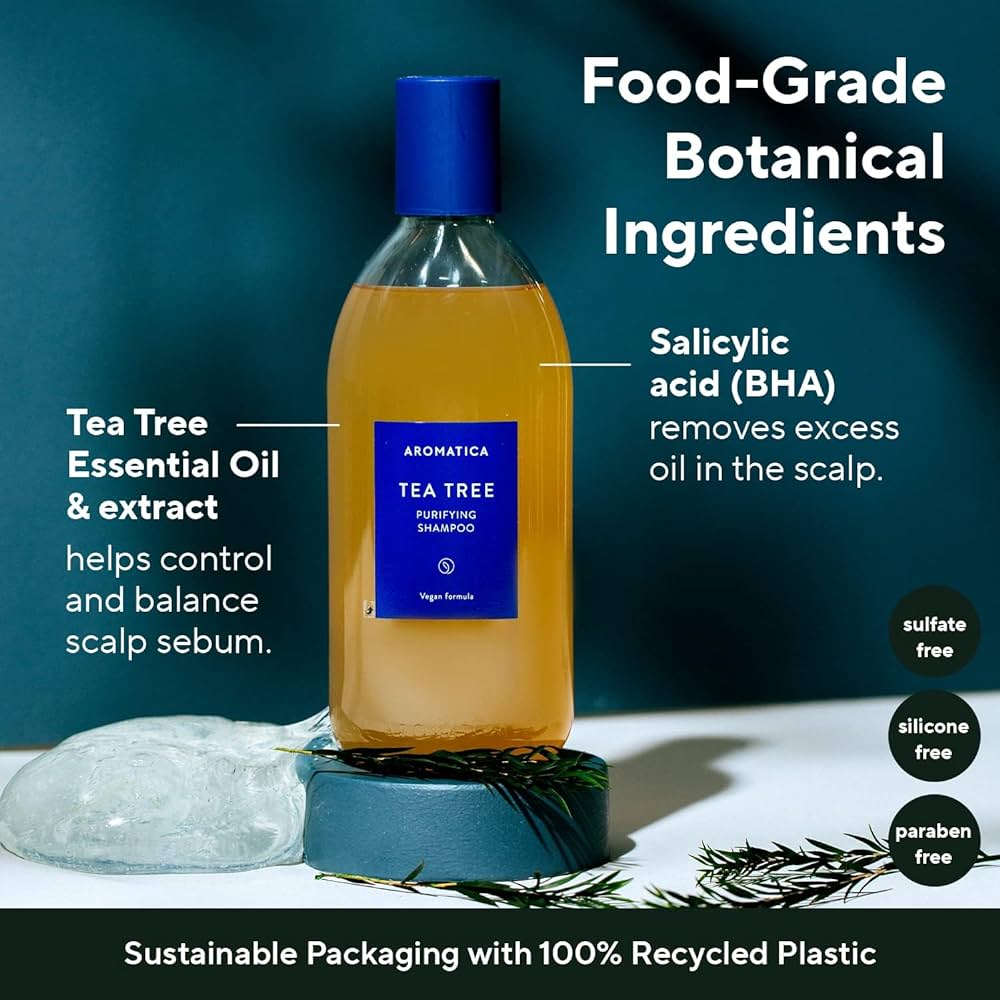 Food-Grade
Botanical
Ingredients
Salicylic
acid (BHA)
removes excess
oil in the scalp.
Tea Tree
Essential Oil
& extract
helps control
and balance
scalp sebum.
AROMATICA
TEA TREE
PURIFYING
SHAMPOO
Vegan formula
sulfate
free
silicone
free
paraben
free
Sustainable Packaging with 100% Recycled Plastic